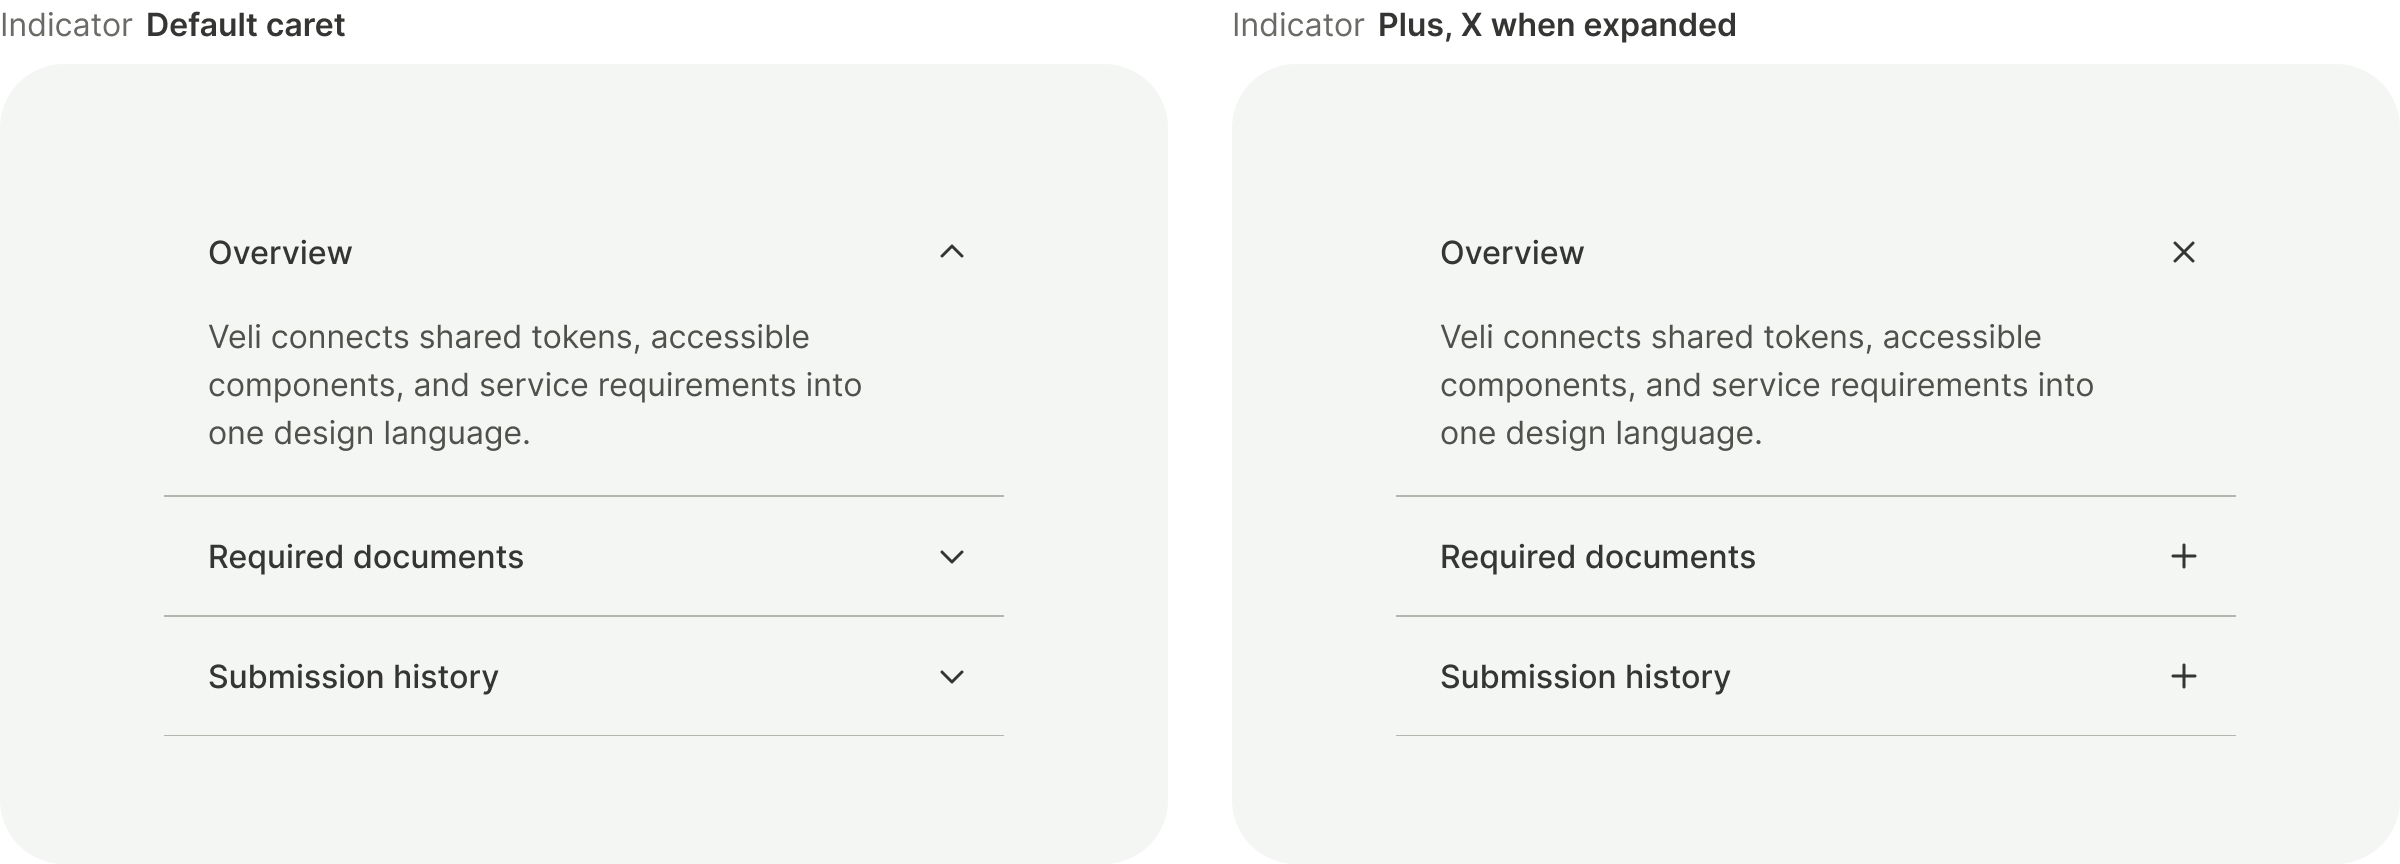 Indicator Default caret
Overview
Veli connects shared tokens, accessible
components, and service requirements into
one design language.
Required documents
Submission history
Indicator Plus, X when expanded
Overview
Veli connects shared tokens, accessible
components, and service requirements into
one design language.
Required documents
Submission history